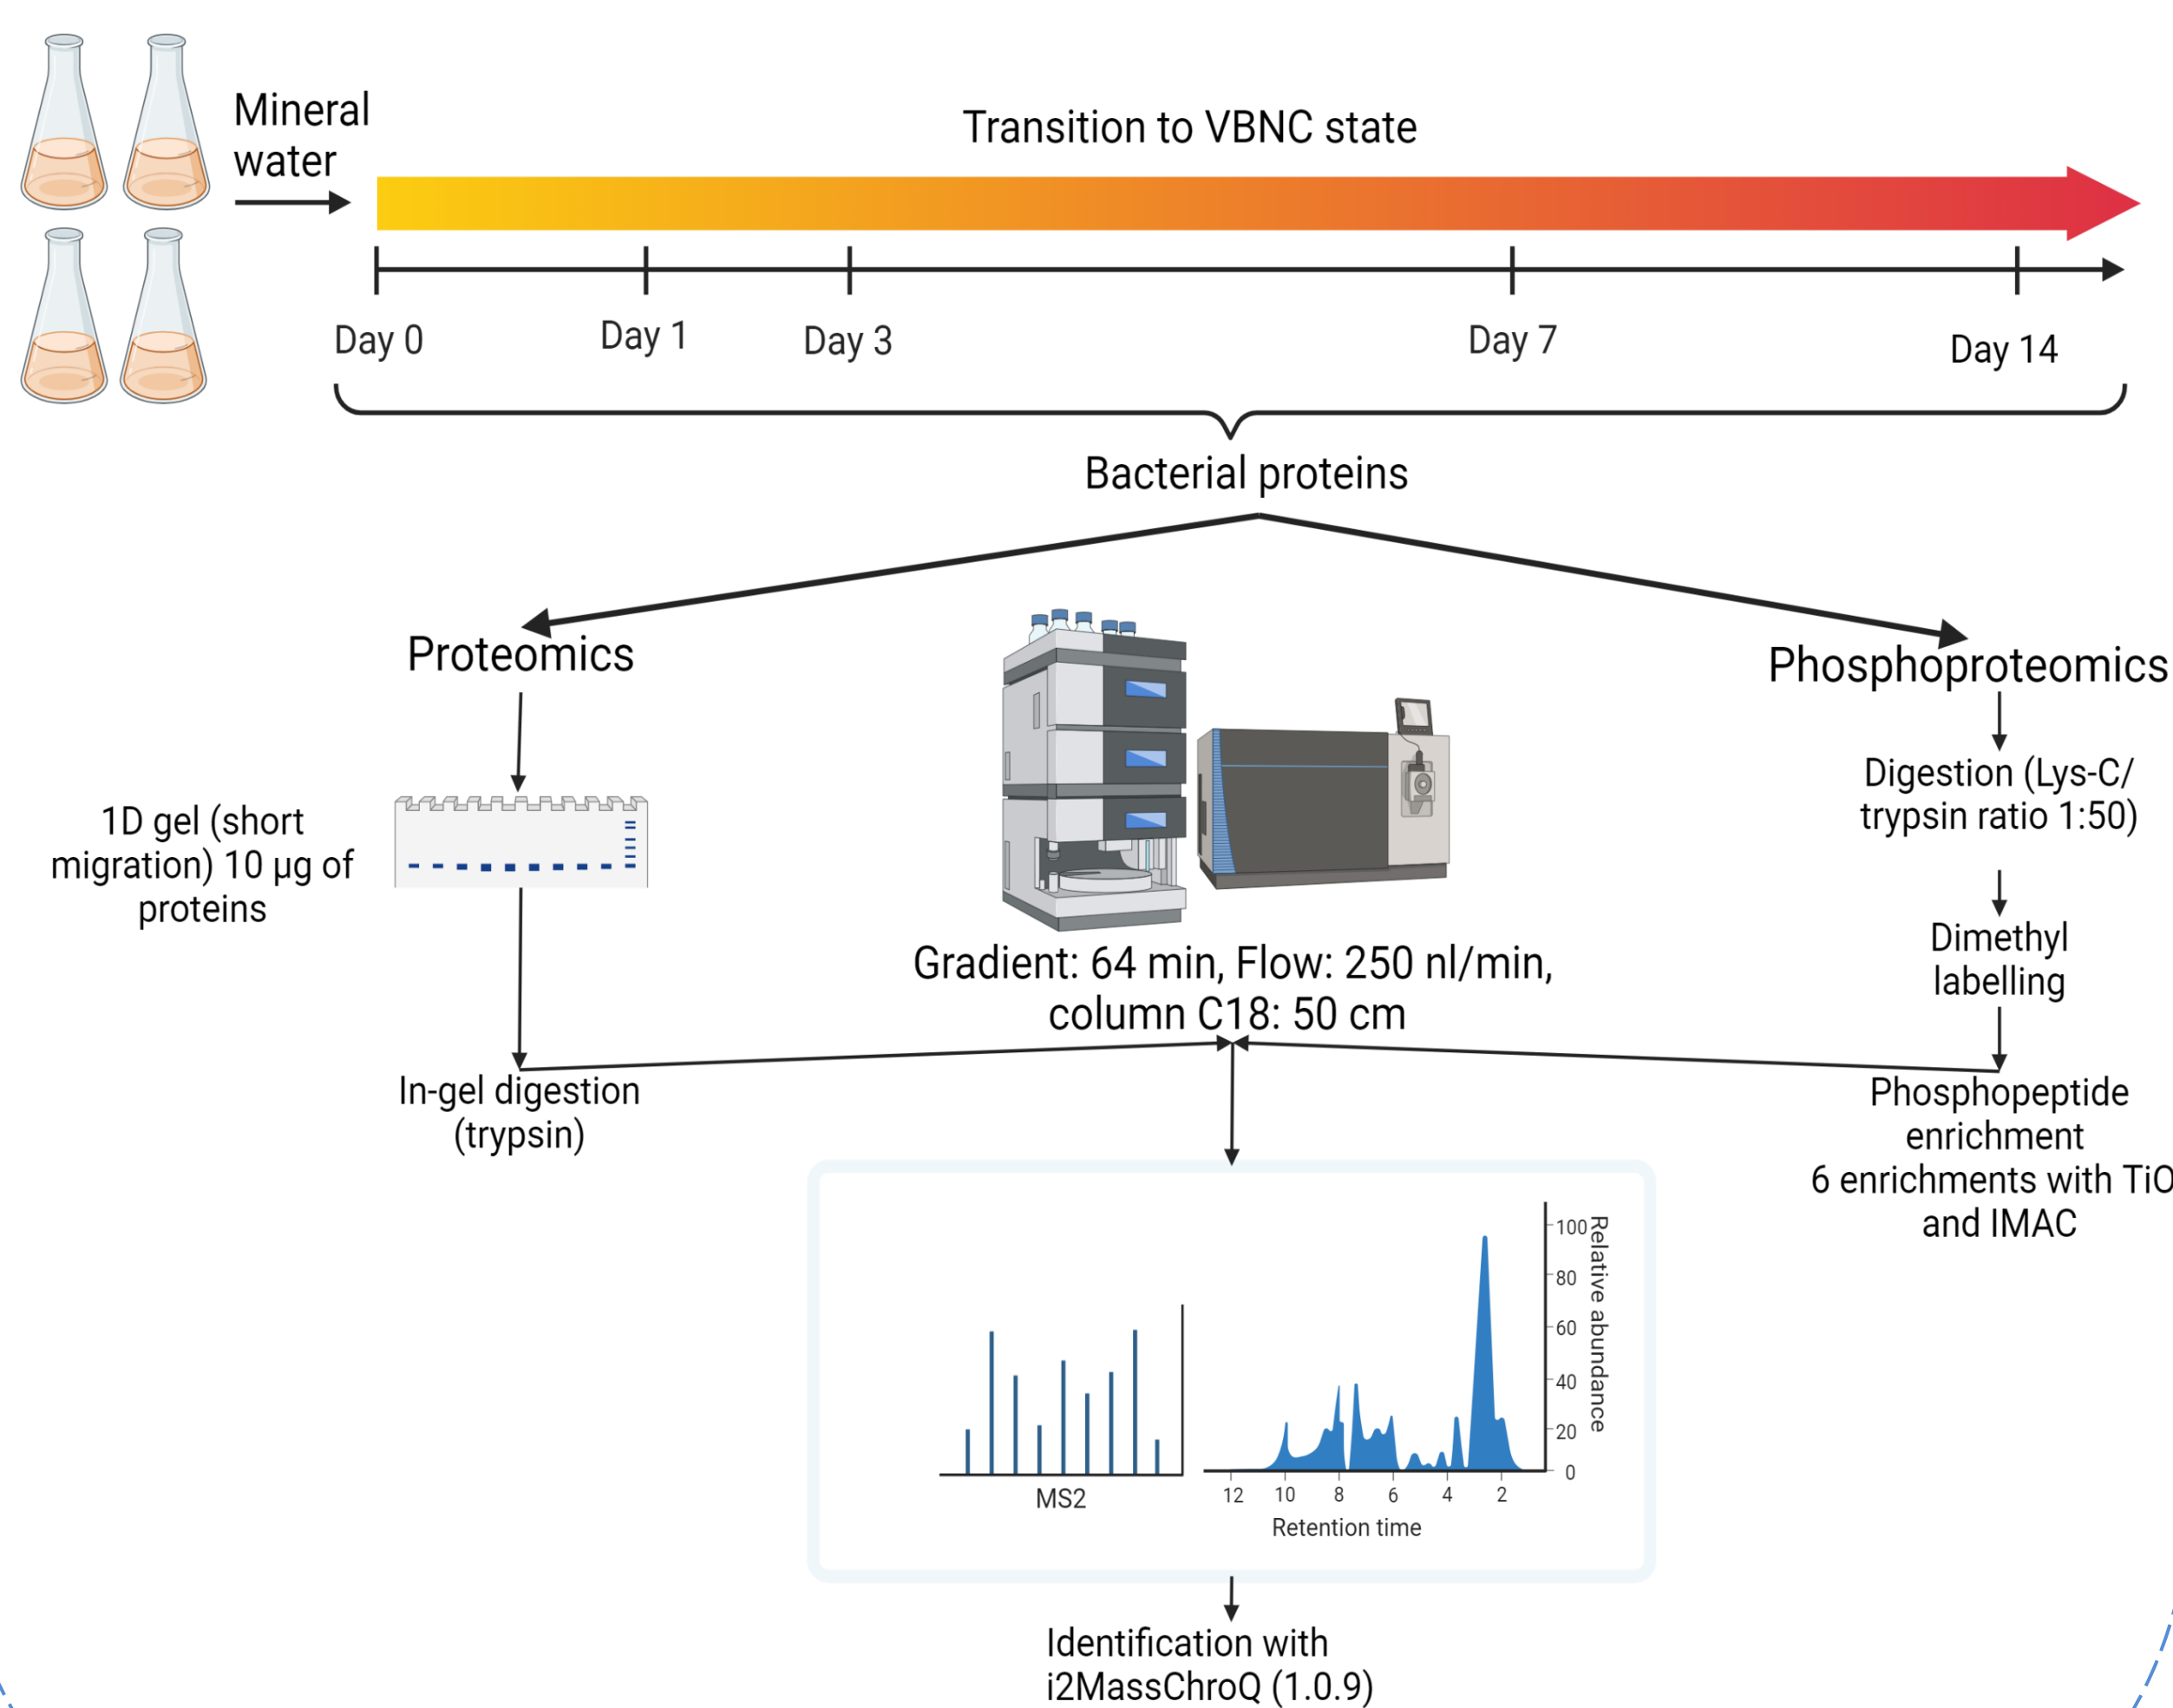 Mineral
water
Transition to VBNC state
Day 0
Day 1
Day 3
Day 7
Day 14
Bacterial proteins
Proteomics
Phosphoproteomics
1D gel (short
migration) 10 µg of
proteins
Digestion (Lys-C/
trypsin ratio 1:50)
Dimethyl
labelling
Gradient: 64 min, Flow: 250 nl/min,
column C18: 50 cm
In-gel digestion
(trypsin)
Phosphopeptide
enrichment
6 enrichments with TiO
and IMAC
100
80
60
40
20
0
Relative abundance
MS2
12 10 8 6 4 2
Retention time
Identification with
i2MassChroQ (1.0.9)